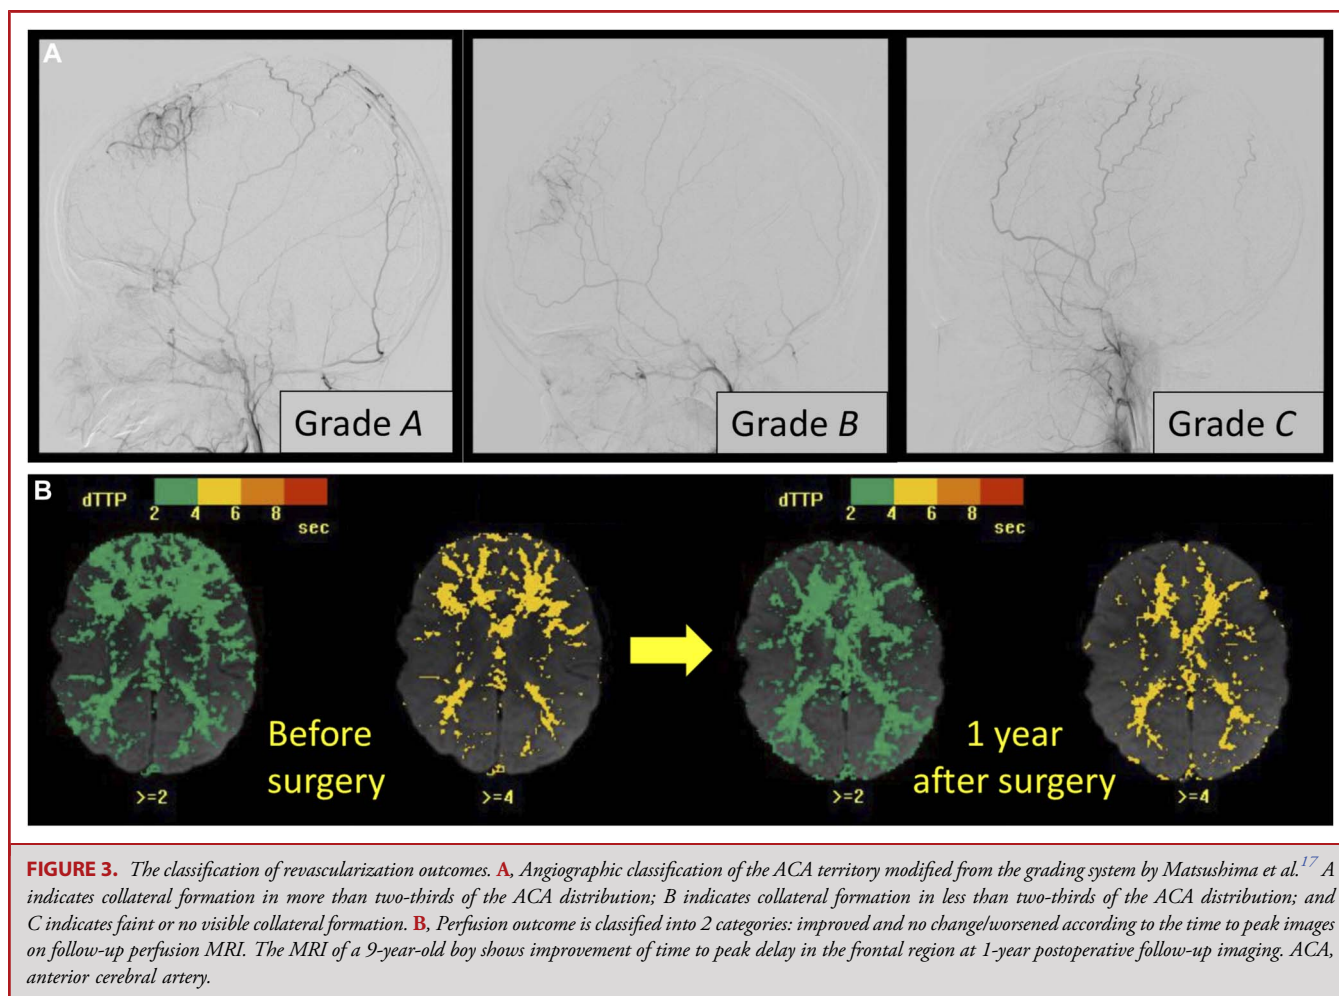 A
Grade A
Grade B
Grade C
B
dTTP
2 4 6 8
sec
dTTP
2 4 6 8
sec
Before
surgery
1 year
after surgery
>=2
>=4
>=2
>=4
FIGURE 3. The classification of revascularization outcomes. A, Angiographic classification of the ACA territory modified from the grading system by Matsushima et al.17 A
indicates collateral formation in more than two-thirds of the ACA distribution; B indicates collateral formation in less than two-thirds of the ACA distribution; and
C indicates faint or no visible collateral formation. B, Perfusion outcome is classified into 2 categories: improved and no change/worsened according to the time to peak images
on follow-up perfusion MRI. The MRI of a 9-year-old boy shows improvement of time to peak delay in the frontal region at 1-year postoperative follow-up imaging. ACA,
anterior cerebral artery.